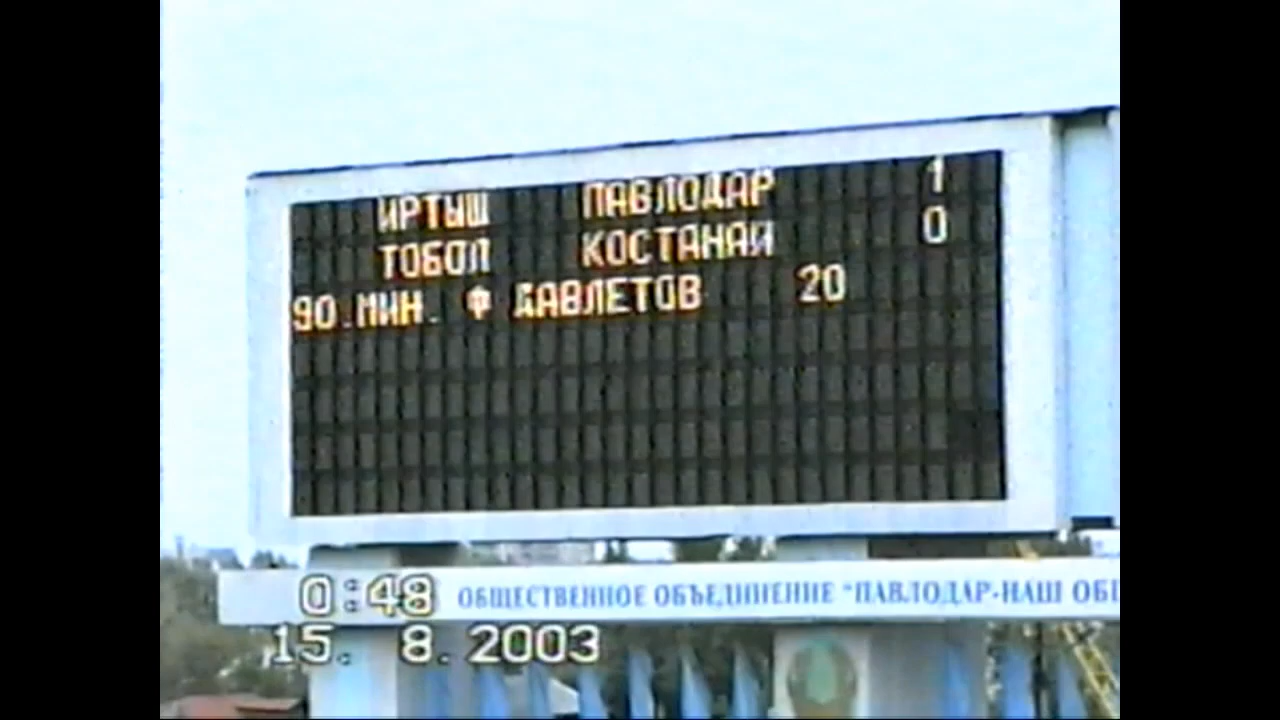 ИРТЫШ ПАВЛОДАР 1
ТОБОЛ КОСТАНАЙ 0
90.МИН. Ф ДАВЛЕТОВ 20
ОБЩЕСТВЕННОЕ ОБЪЕДИНЕНИЕ "ПАВЛОДАР-НАШ ОБЩ
0:48
15. 8.2003